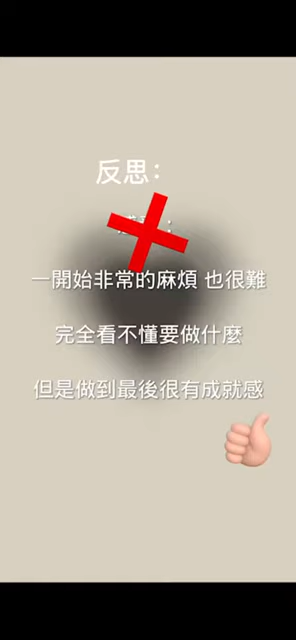 反思：
一開始非常的麻煩 也很難
完全看不懂要做什麼
但是做到最後很有成就感